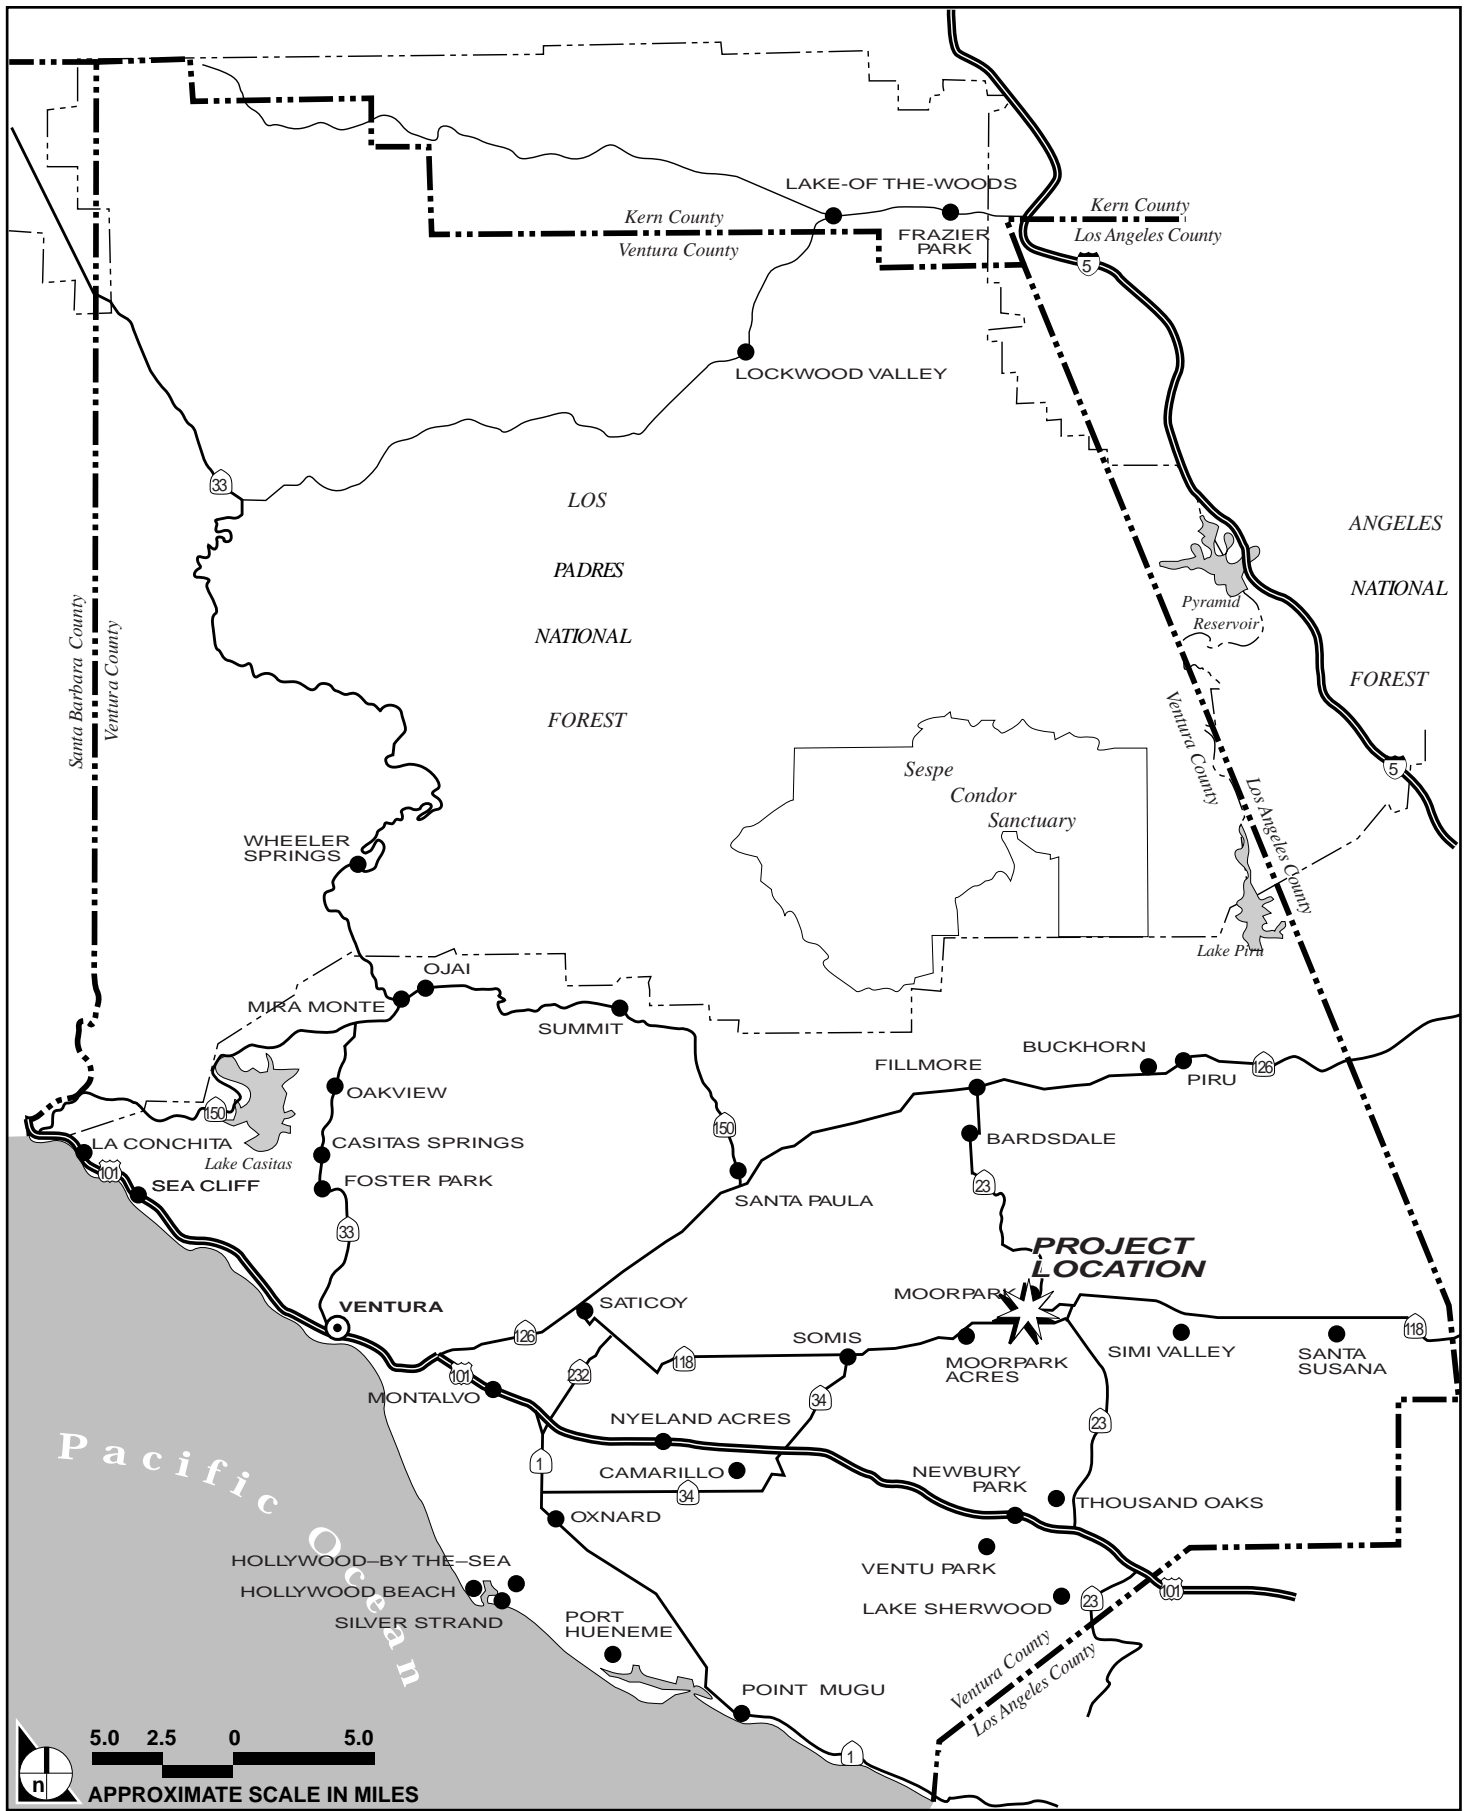 LAKE-OF THE-WOODS
Kern County
Kern County
FRAZIER
PARK
Los Angeles County
Ventura County
5
LOCKWOOD VALLEY
33
LOS
PADRES
NATIONAL
FOREST
ANGELES
NATIONAL
FOREST
Pyramid
Reservoir
Santa Barbara County
Ventura County
Ventura County
Los Angeles County
5
Sespe
Condor
Sanctuary
WHEELER
SPRINGS
Lake Piru
OJAI
MIRA MONTE
SUMMIT
BUCKHORN
FILLMORE
PIRU
126
OAKVIEW
150
150
LA CONCHITA
CASITAS SPRINGS
BARDSDALE
Lake Casitas
101
SEA CLIFF
FOSTER PARK
23
SANTA PAULA
33
PROJECT
LOCATION
MOORPARK
VENTURA
SATICOY
126
SOMIS
118
118
MOORPARK
ACRES
SIMI VALLEY
SANTA
SUSANA
101
232
MONTALVO
34
NYELAND ACRES
23
1
CAMARILLO
NEWBURY
PARK
34
THOUSAND OAKS
OXNARD
Pacific Ocean
HOLLYWOOD–BY THE–SEA
VENTU PARK
HOLLYWOOD BEACH
101
LAKE SHERWOOD
23
SILVER STRAND
PORT
HUENEME
Ventura County
Los Angeles County
POINT MUGU
1
5.0 2.5 0 5.0
n
APPROXIMATE SCALE IN MILES